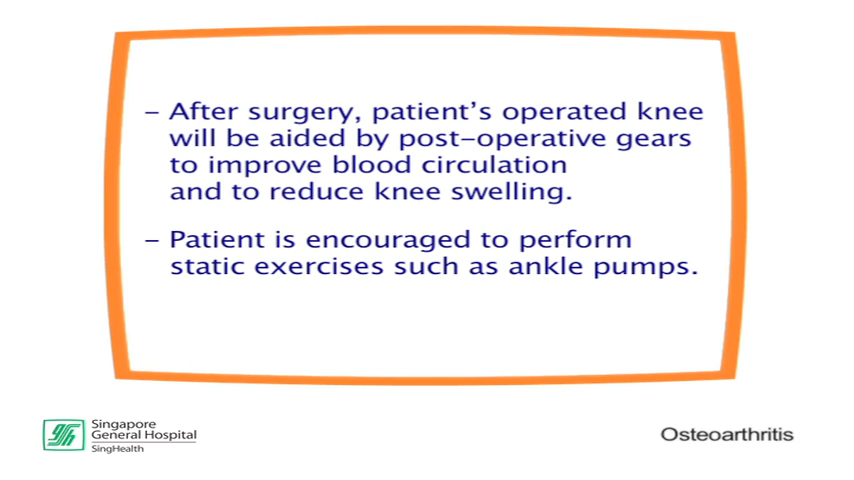 – After surgery, patient's operated knee
will be aided by post-operative gears
to improve blood circulation
and to reduce knee swelling.
– Patient is encouraged to perform
static exercises such as ankle pumps.
Singapore
General Hospital
SingHealth
Osteoarthritis